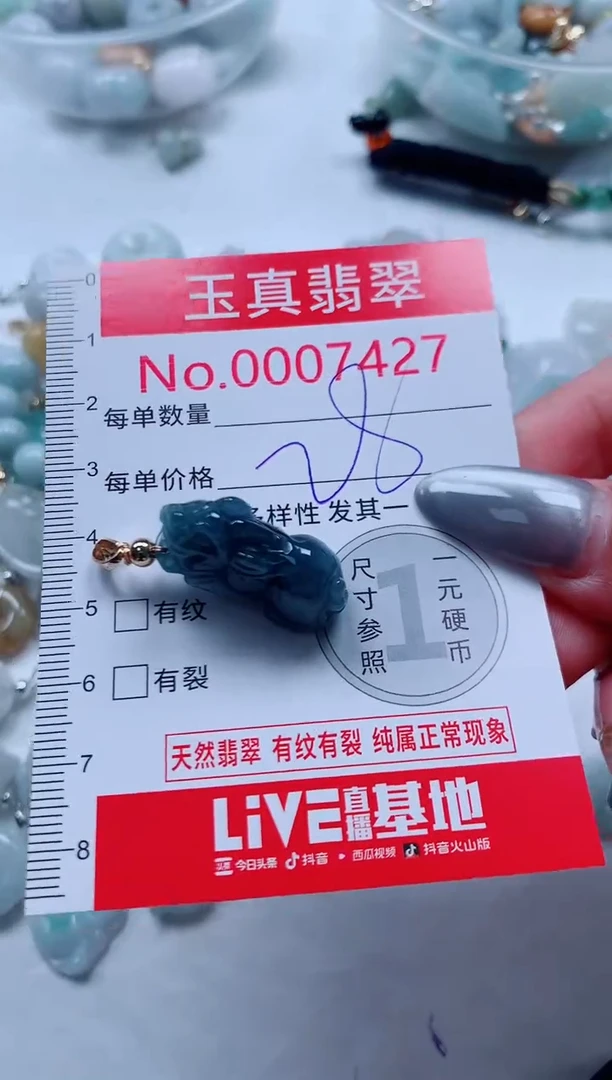 玉真翡翠
No.0007427
每单数量
每单价格 28
多样性 发其一
有纹
有裂
尺寸参照
1
一元硬币
天然翡翠 有纹有裂 纯属正常现象
LiVE直播基地
头条 今日头条 抖音 西瓜视频 抖音火山版
0
1
2
3
4
5
6
7
8